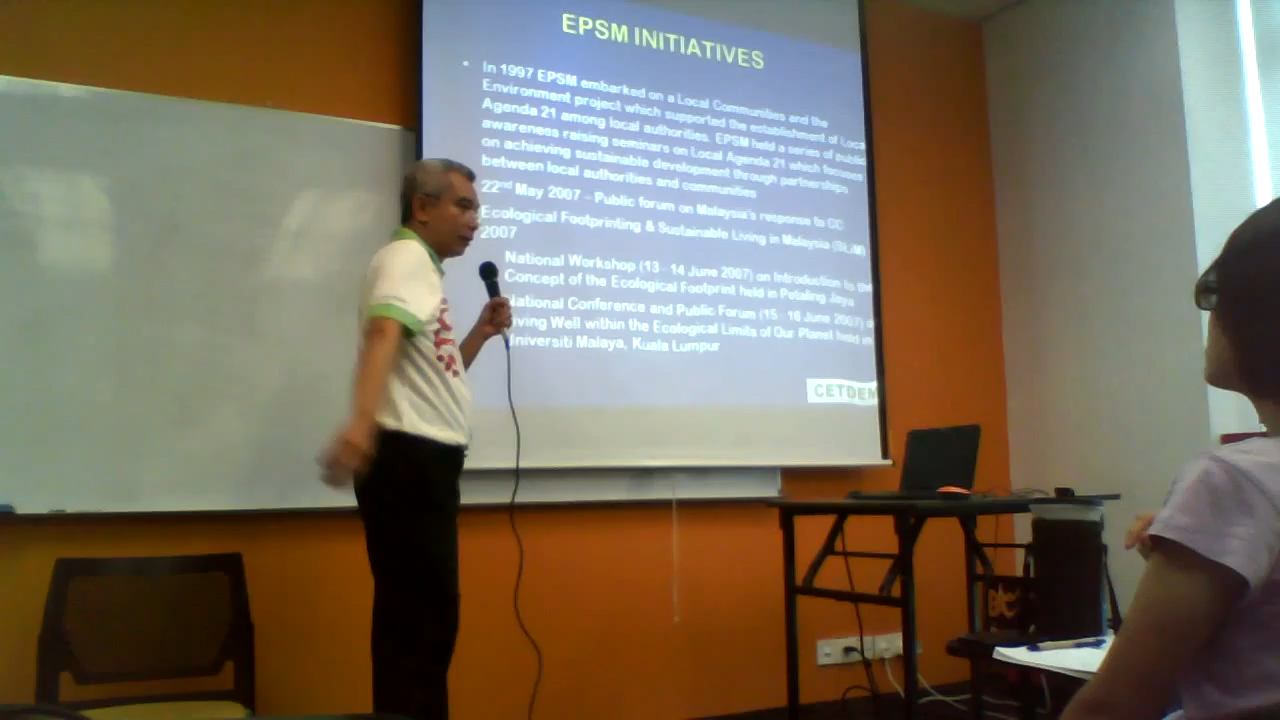 EPSM INITIATIVES
• In 1997 EPSM embarked on a Local Communities and the
Environment project which supported the establishment of Loca
Agenda 21 among local authorities. EPSM held a series of public
awareness raising seminars on Local Agenda 21 which focuses
on achieving sustainable development through partnerships
between local authorities and communities
22nd May 2007 - Public forum on Malaysia's response to CC
Ecological Footprinting & Sustainable Living in Malaysia (SLiM)
2007
National Workshop (13 - 14 June 2007) on Introduction to the
Concept of the Ecological Footprint held in Petaling Jaya
National Conference and Public Forum (15 - 16 June 2007)
iving Well within the Ecological Limits of Our Planet held in
Universiti Malaya, Kuala Lumpur
CETDEM